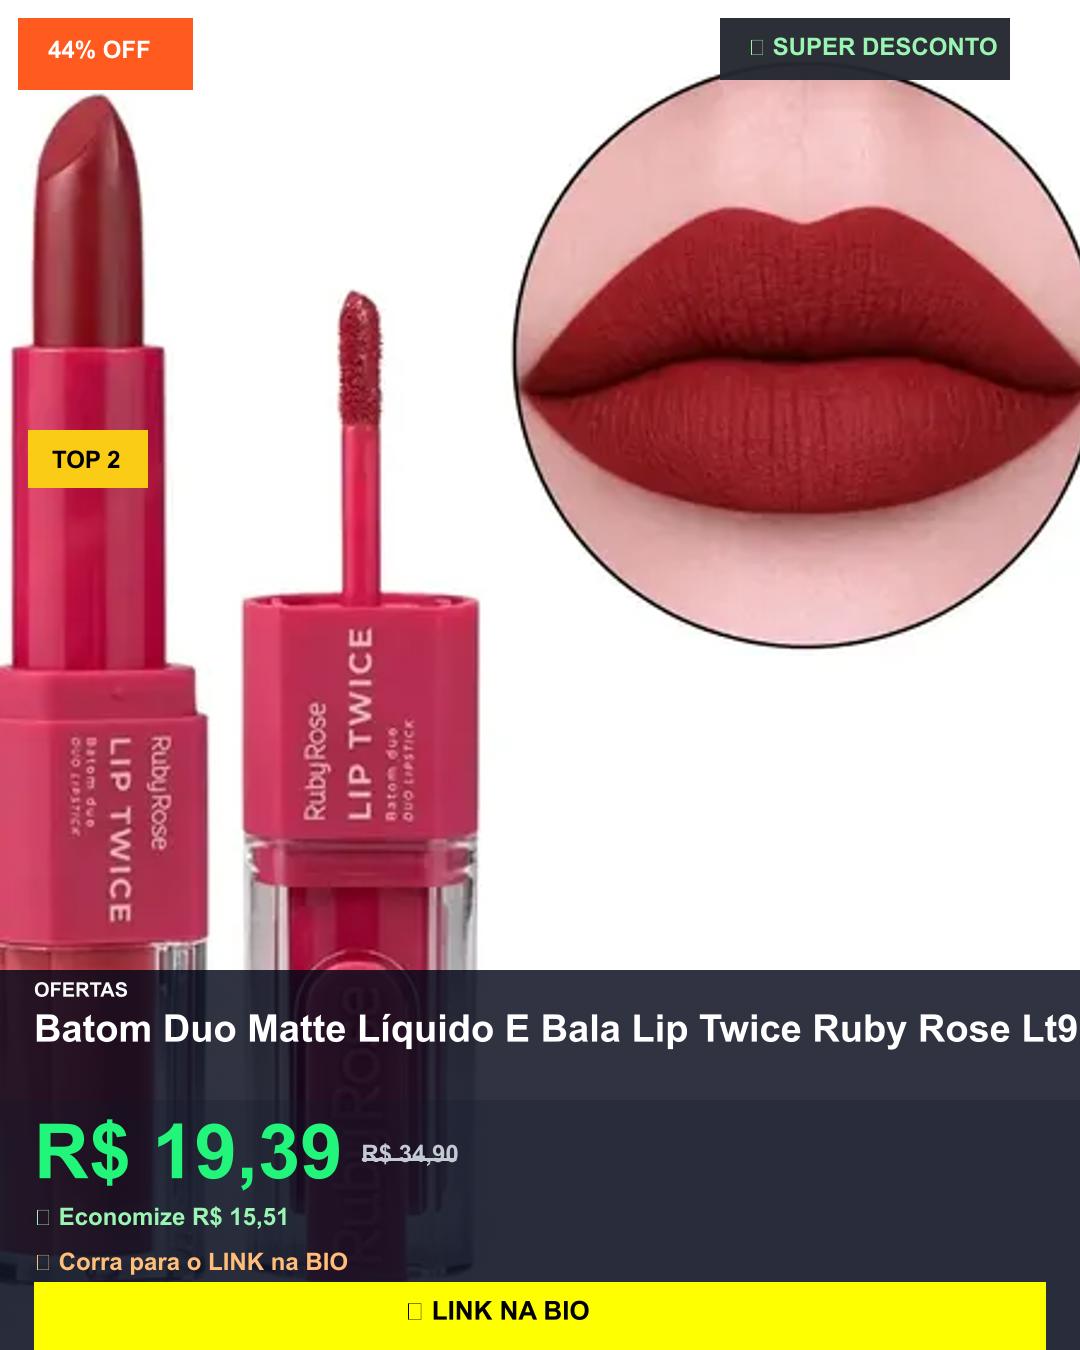 44% OFF
SUPER DESCONTO
TOP 2
RubyRose
LIP TWICE
Batom duo
DUO LIPSTICK
RubyRose
LIP TWICE
Batom duo
DUO LIPSTICK
RubyRose
OFERTAS
Batom Duo Matte Líquido E Bala Lip Twice Ruby Rose Lt9
R$ 19,39 R$ 34,90
Economize R$ 15,51
Corra para o LINK na BIO
LINK NA BIO